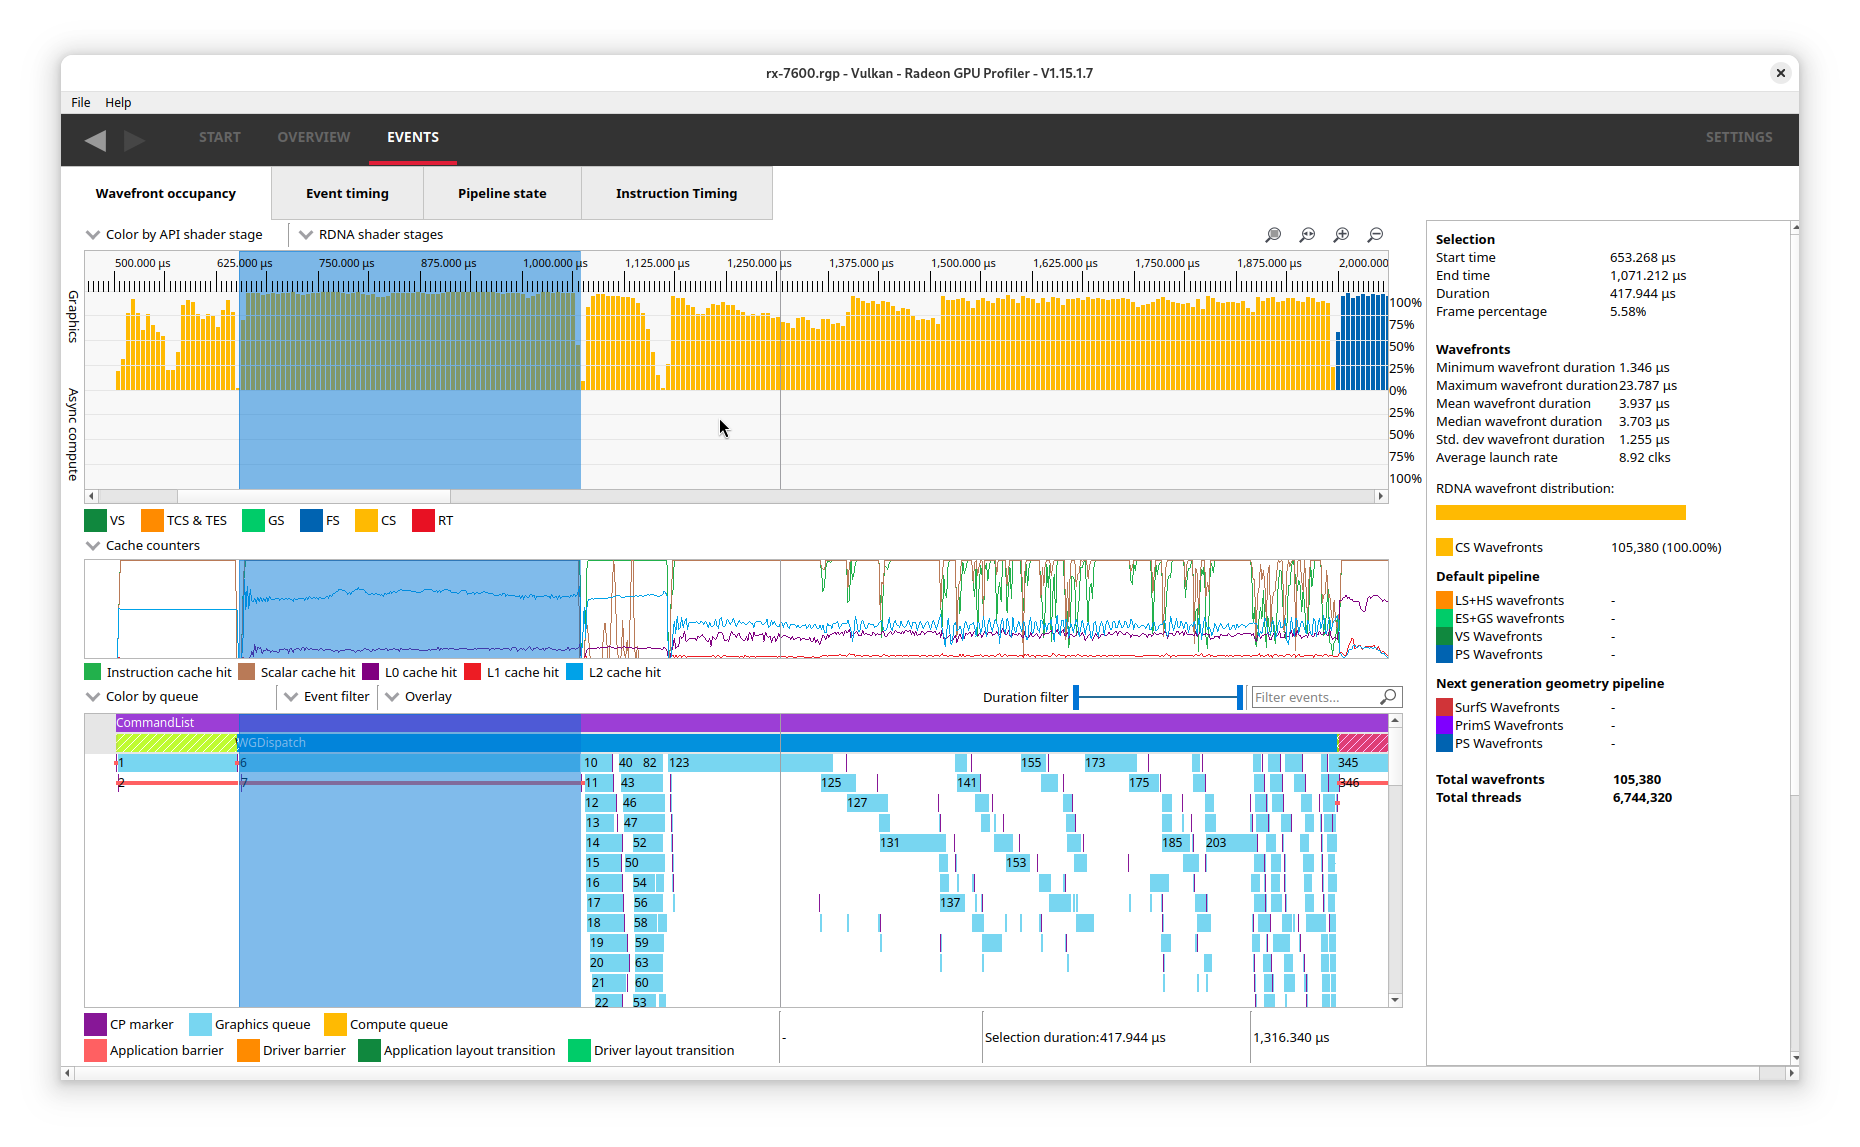 rx-7600.rgp - Vulkan - Radeon GPU Profiler - V1.15.1.7
File Help
START OVERVIEW EVENTS SETTINGS
Wavefront occupancy Event timing Pipeline state Instruction Timing
Color by API shader stage RDNA shader stages
500.000 µs 625.000 µs 750.000 µs 875.000 µs 1,000.000 µs 1,125.000 µs 1,250.000 µs 1,375.000 µs 1,500.000 µs 1,625.000 µs 1,750.000 µs 1,875.000 µs 2,000.000
Graphics
100%
75%
50%
25%
0%
Async compute
25%
50%
75%
100%
VS TCS & TES GS FS CS RT
Cache counters
Instruction cache hit Scalar cache hit L0 cache hit L1 cache hit L2 cache hit
Color by queue Event filter Overlay Duration filter Filter events...
CommandList
WGDispatch
1 6 10 40 82 123 155 173 345
2 7 11 43 125 141 175 346
12 46 127
13 47
14 52 131 185 203
15 50 153
16 54
17 56 137
18 58
19 59
20 63
21 60
22 53
CP marker Graphics queue Compute queue
Application barrier Driver barrier Application layout transition Driver layout transition
- Selection duration:417.944 µs 1,316.340 µs
Selection
Start time 653.268 µs
End time 1,071.212 µs
Duration 417.944 µs
Frame percentage 5.58%
Wavefronts
Minimum wavefront duration 1.346 µs
Maximum wavefront duration 23.787 µs
Mean wavefront duration 3.937 µs
Median wavefront duration 3.703 µs
Std. dev wavefront duration 1.255 µs
Average launch rate 8.92 clks
RDNA wavefront distribution:
CS Wavefronts 105,380 (100.00%)
Default pipeline
LS+HS wavefronts -
ES+GS wavefronts -
VS Wavefronts -
PS Wavefronts -
Next generation geometry pipeline
SurfS Wavefronts -
PrimS Wavefronts -
PS Wavefronts -
Total wavefronts 105,380
Total threads 6,744,320